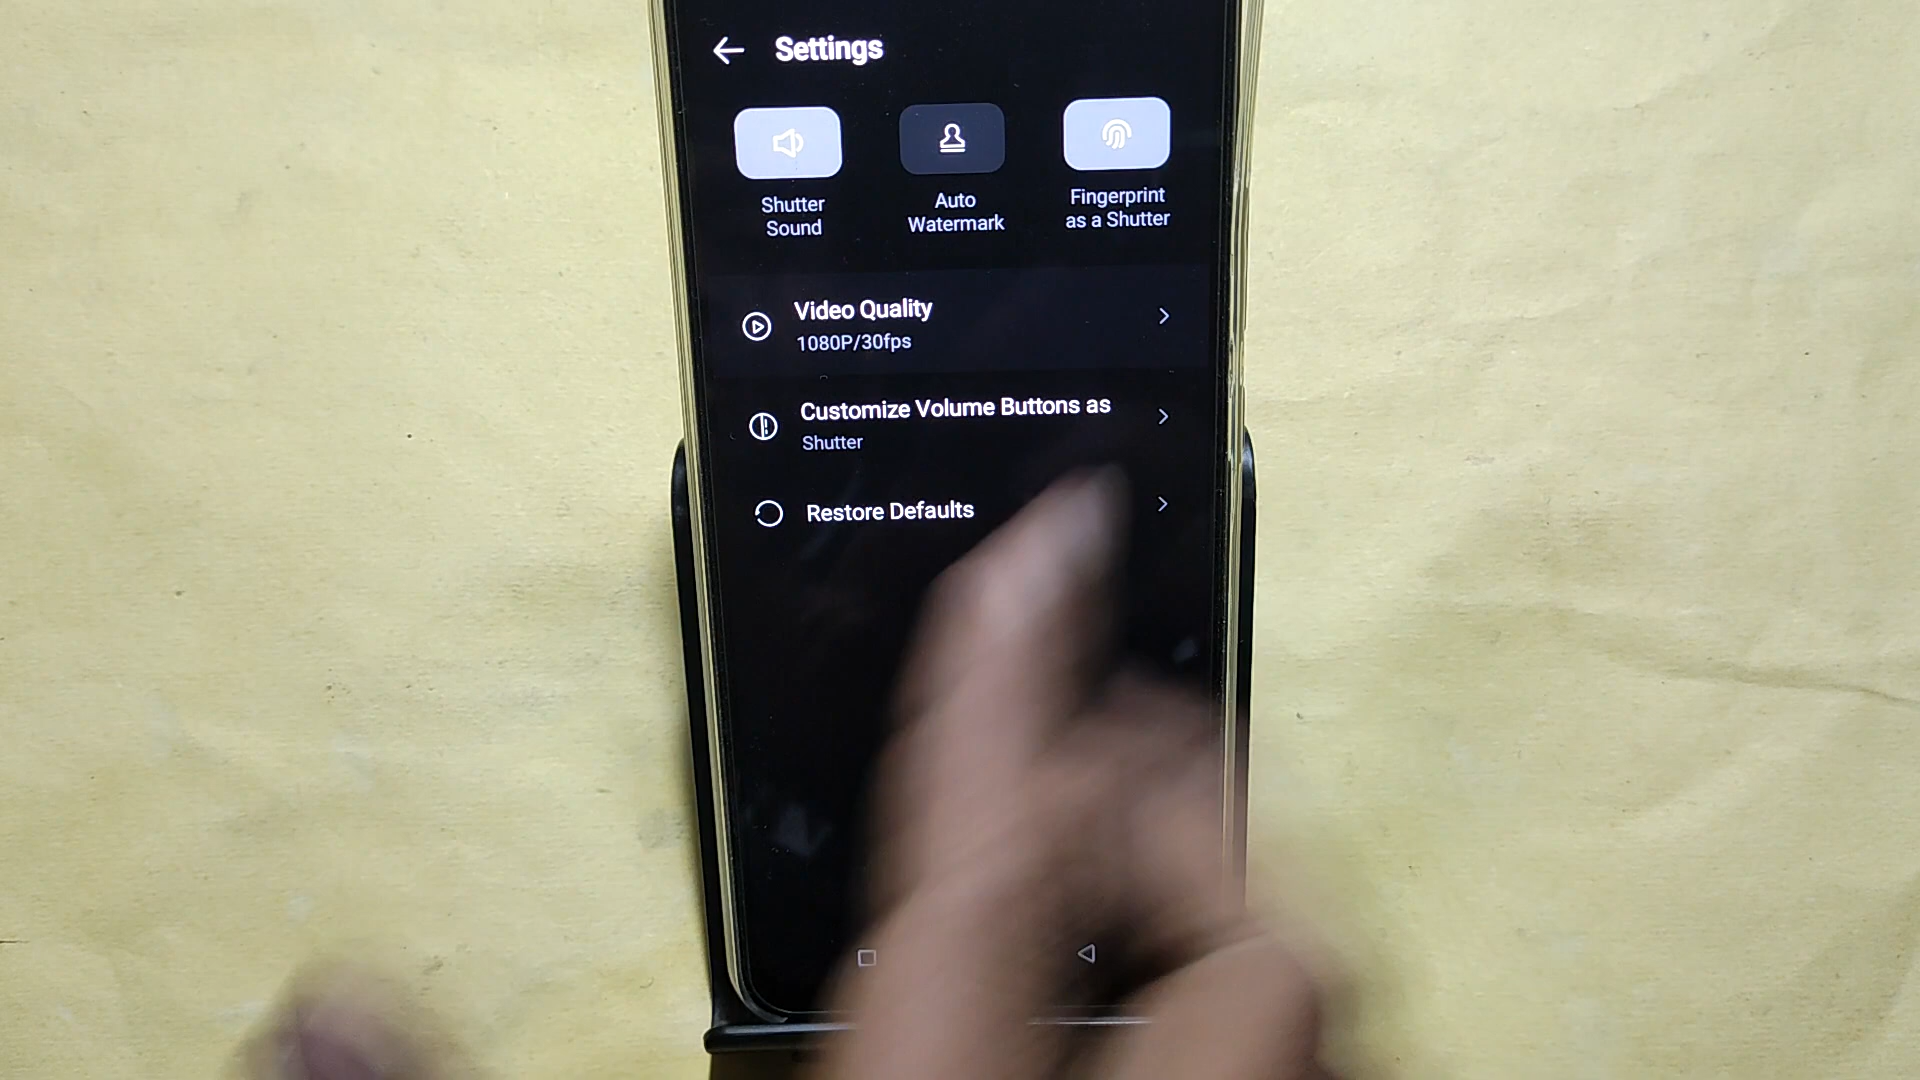 Settings
Shutter
Sound
Auto
Watermark
Fingerprint
as a Shutter
Video Quality
1080P/30fps
Customize Volume Buttons as
Shutter
Restore Defaults